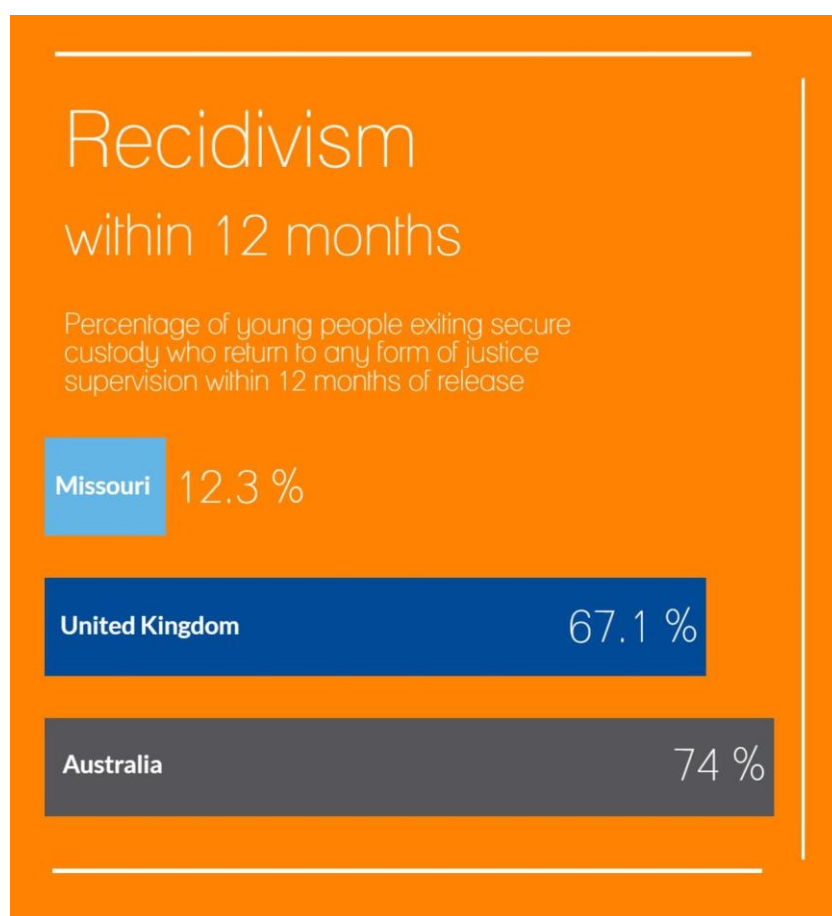 Recidivism
within 12 months
Percentage of young people exiting secure
custody who return to any form of justice
supervision within 12 months of release
Missouri 12.3 %
United Kingdom 67.1 %
Australia 74 %